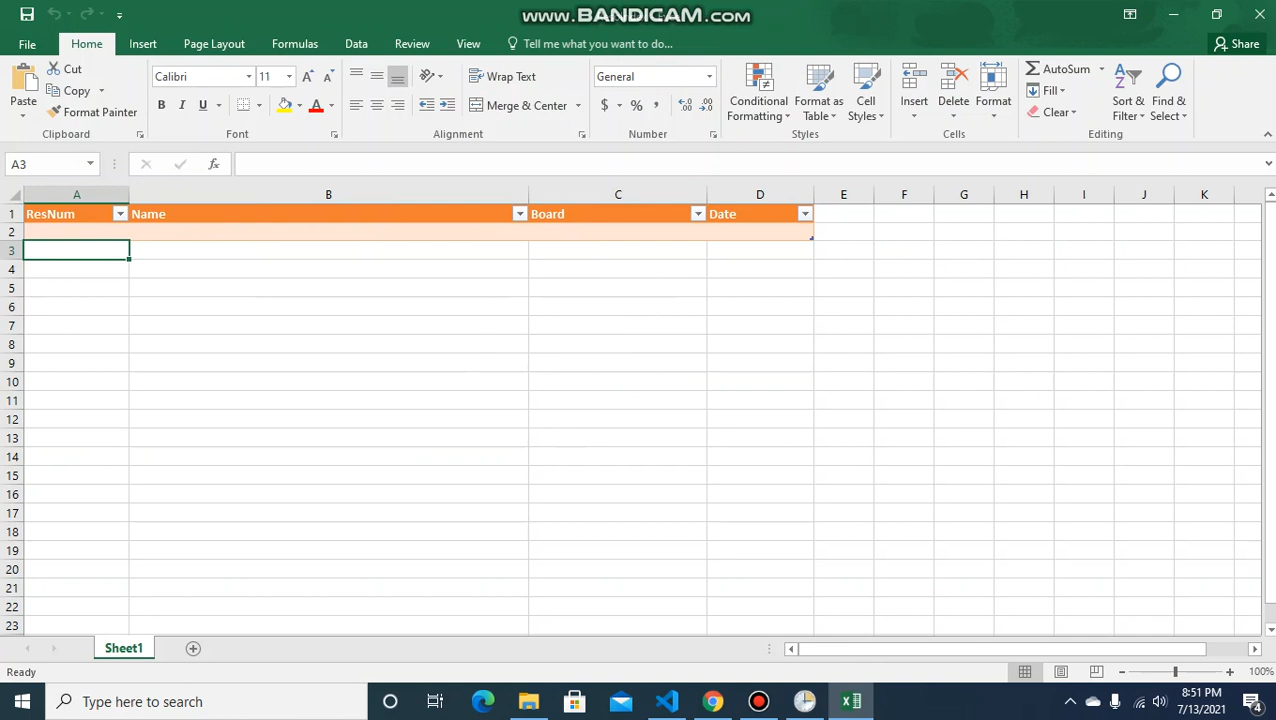 www.BANDICAM.com
File Home Insert Page Layout Formulas Data Review View Tell me what you want to do... Share
Paste Cut Copy Format Painter
Clipboard
Calibri 11 A A
B I U A
Font
Wrap Text
Merge & Center
Alignment
General
$ % , .0 .00 .00 .0
Number
Conditional Formatting Format as Table Cell Styles
Styles
Insert Delete Format
Cells
AutoSum
Fill
Clear
Sort & Filter Find & Select
Editing
A3 fx
A B C D E F G H I J K
1 ResNum Name Board Date
2
3
4
5
6
7
8
9
10
11
12
13
14
15
16
17
18
19
20
21
22
23
Sheet1
Ready 100%
Type here to search
8:51 PM
7/13/2021
4